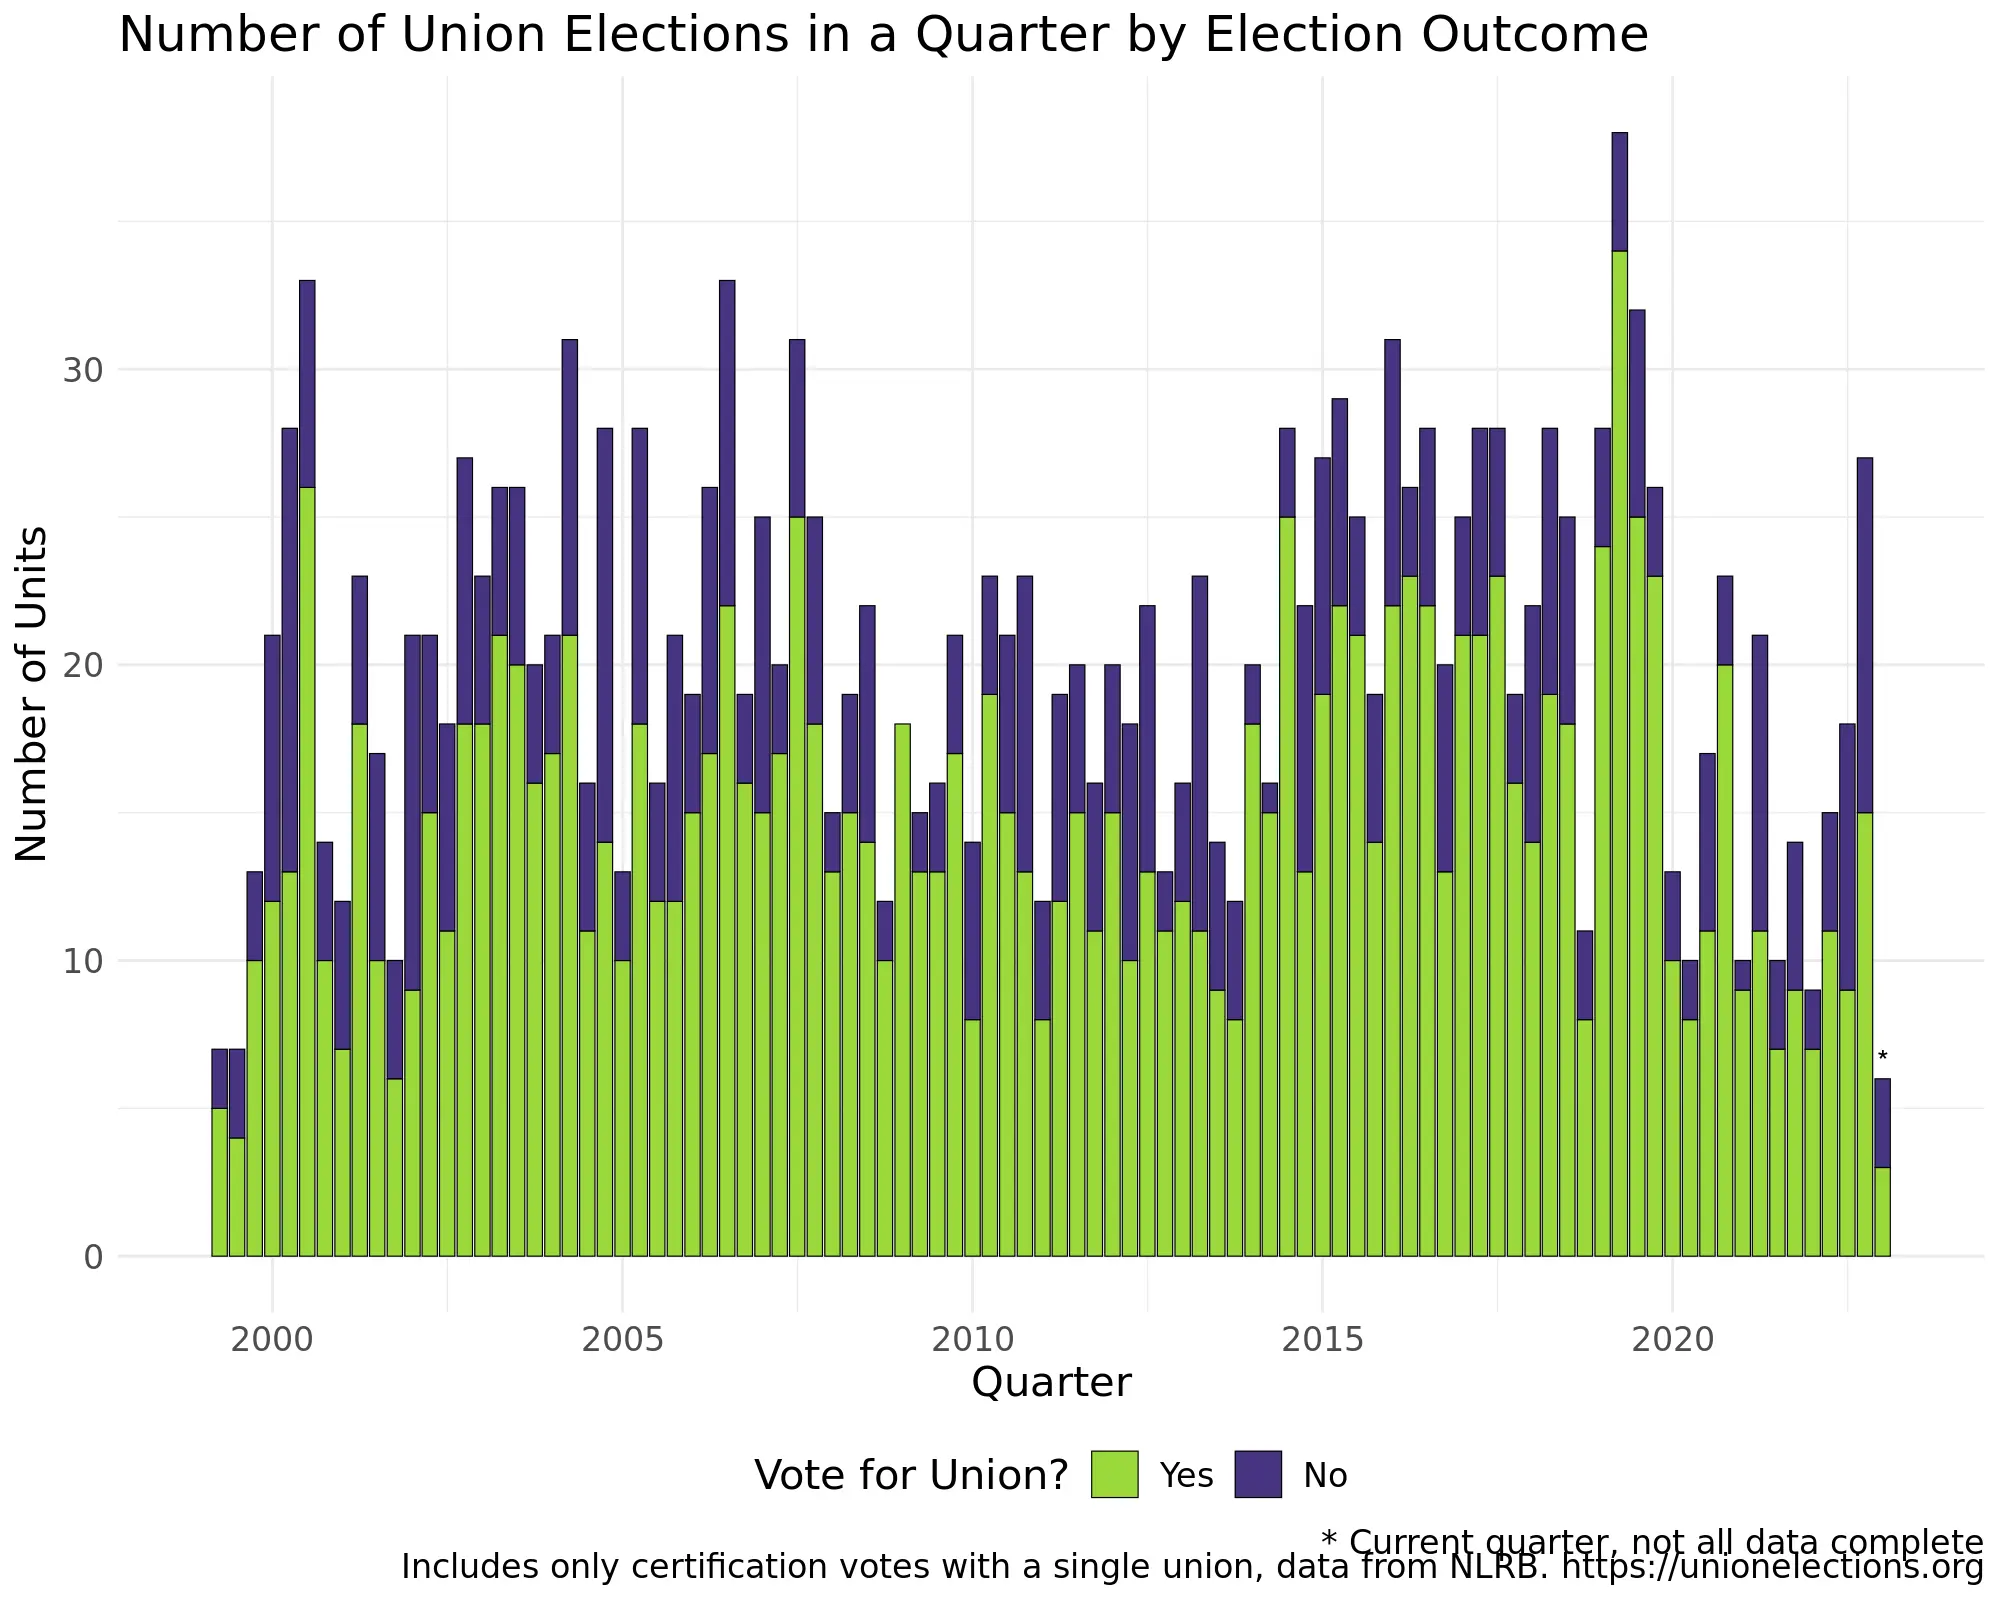 Number of Union Elections in a Quarter by Election Outcome
Number of Units
30
20
10
0
*
2000 2005 2010 2015 2020
Quarter
Vote for Union? Yes No
* Current quarter, not all data complete
Includes only certification votes with a single union, data from NLRB. https://unionelections.org